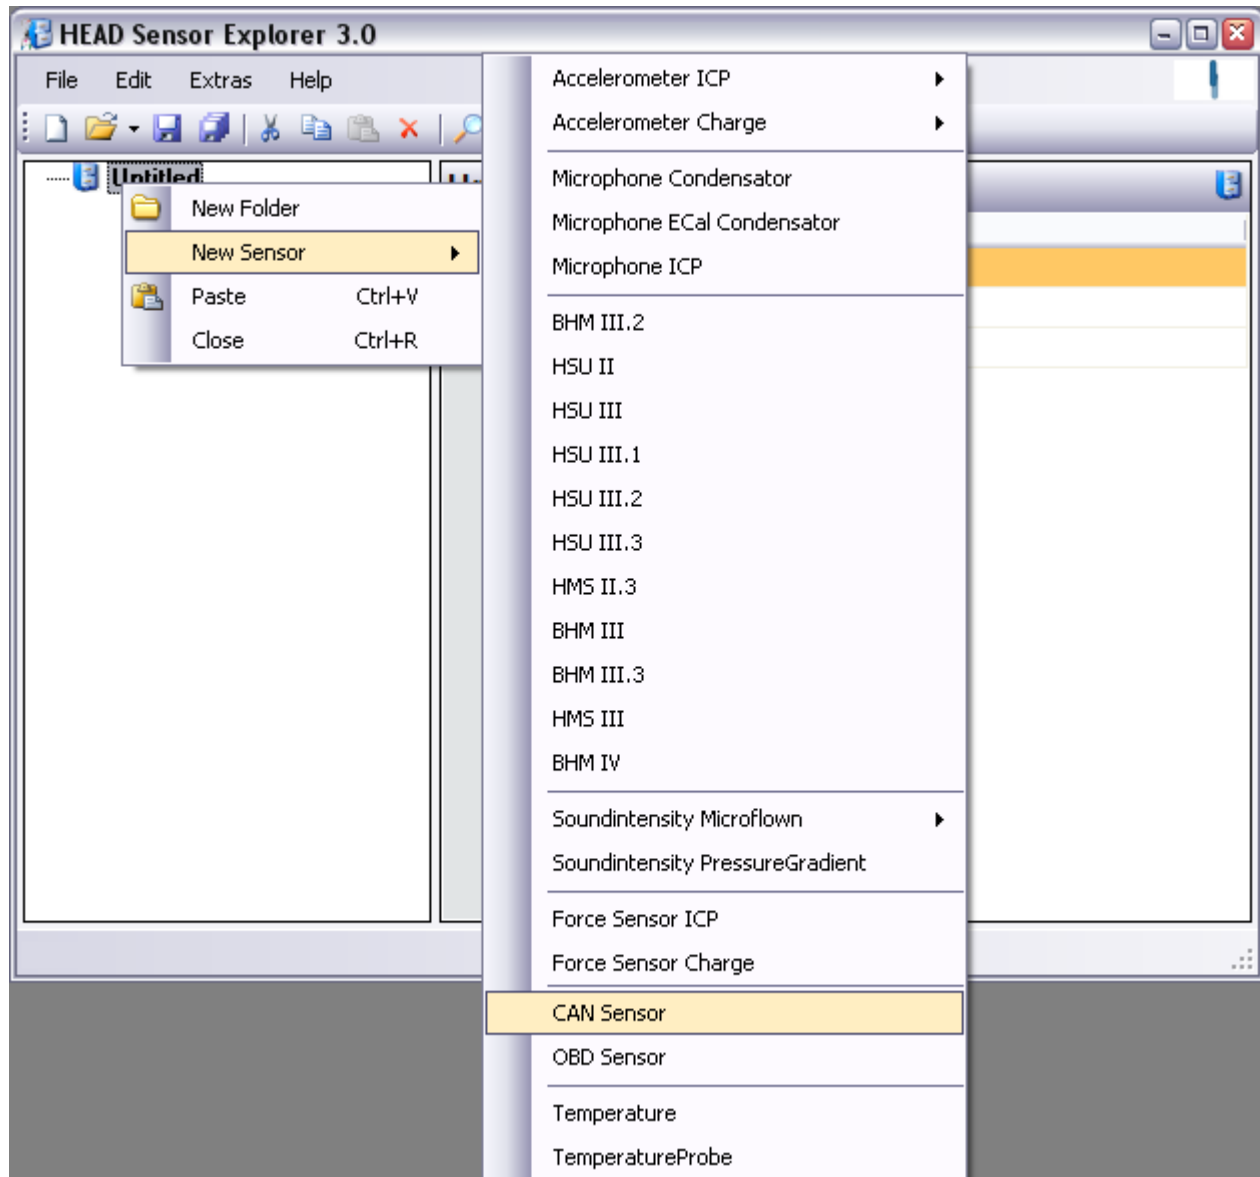 HEAD Sensor Explorer 3.0
File Edit Extras Help
Untitled
New Folder
New Sensor
Paste Ctrl+V
Close Ctrl+R
Accelerometer ICP
Accelerometer Charge
Microphone Condensator
Microphone ECal Condensator
Microphone ICP
BHM III.2
HSU II
HSU III
HSU III.1
HSU III.2
HSU III.3
HMS II.3
BHM III
BHM III.3
HMS III
BHM IV
Soundintensity Microflown
Soundintensity PressureGradient
Force Sensor ICP
Force Sensor Charge
CAN Sensor
OBD Sensor
Temperature
TemperatureProbe